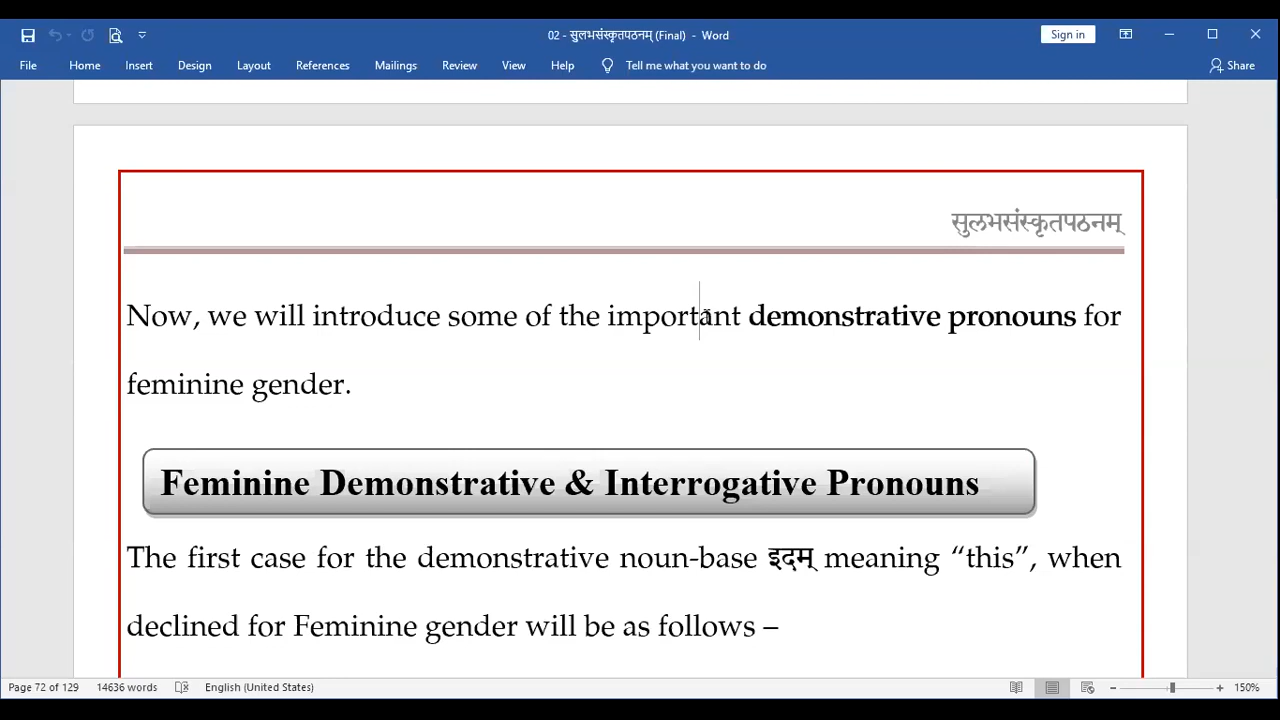 02 - सुलभसंस्कृतपठनम् (Final) - Word
Sign in
File Home Insert Design Layout References Mailings Review View Help Tell me what you want to do Share
सुलभसंस्कृतपठनम्
Now, we will introduce some of the important demonstrative pronouns for
feminine gender.
Feminine Demonstrative & Interrogative Pronouns
The first case for the demonstrative noun-base इदम् meaning “this”, when
declined for Feminine gender will be as follows –
Page 72 of 129 14636 words English (United States) 150%